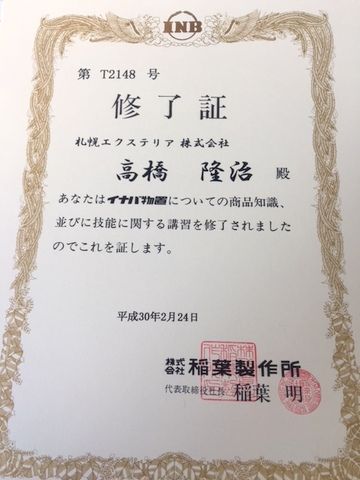 INB
第 T2148 号
修了証
札幌エクステリア 株式会社
高橋 隆治 殿
あなたはイナバ物置についての商品知識、
並びに技能に関する講習を修了されました
のでこれを証します。
平成30年2月24日
株式会社 稲葉製作所
代表取締役社長 稲葉 明